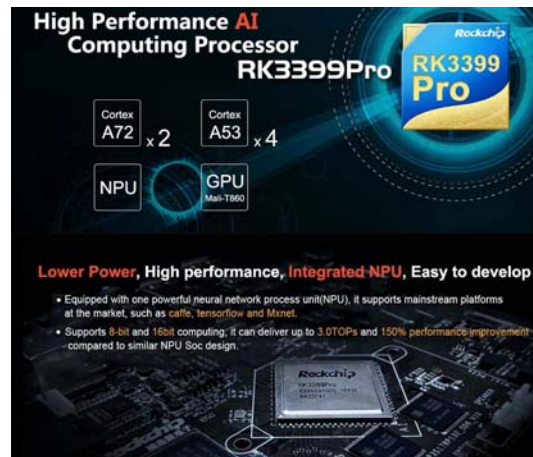 High Performance AI
Computing Processor
RK3399Pro
Rockchip
RK3399
Pro
Cortex
A72 x 2
Cortex
A53 x 4
NPU
GPU
Mali-T860
Lower Power, High performance, Integrated NPU, Easy to develop
• Equipped with one powerful neural network process unit(NPU), it supports mainstream platforms
at the market, such as caffe, tensorflow and Mxnet.
• Supports 8-bit and 16bit computing, it can deliver up to 3.0TOPs and 150% performance improvement
compared to similar NPU Soc design.
Rockchip
RK3399Pro